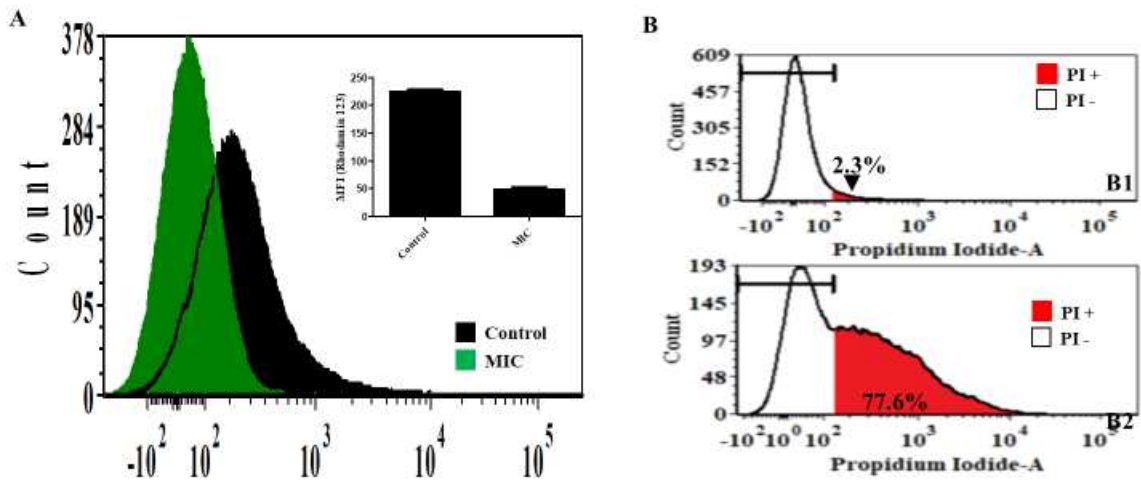 A
378
284
189
95
0
Count
-10² 10² 10³ 10⁴ 10⁵
250
200
150
100
50
0
MFI (Rhodamin 123)
Control
MIC
Control
MIC
B
609
457
305
152
0
Count
PI +
PI -
2.3%
B1
-10² 10² 10³ 10⁴ 10⁵
Propidium Iodide-A
193
145
97
48
0
Count
PI +
PI -
77.6%
B2
-10² 10⁰ 10² 10³ 10⁴ 10⁵
Propidium Iodide-A